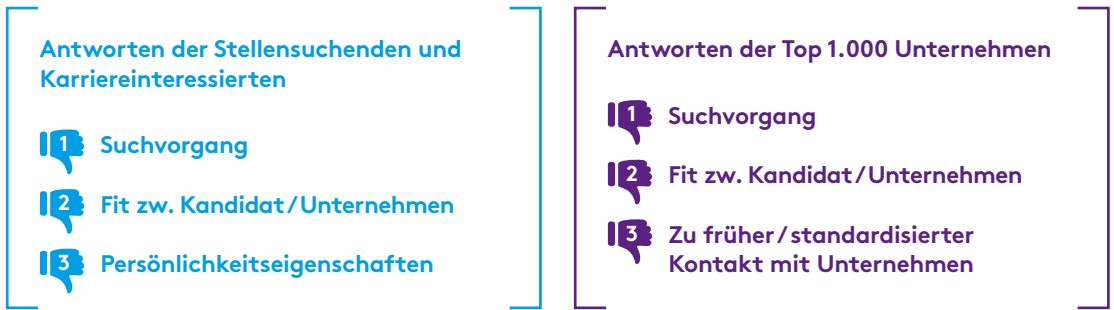 Antworten der Stellensuchenden und
Karriereinteressierten
1 Suchvorgang
2 Fit zw. Kandidat/Unternehmen
3 Persönlichkeitseigenschaften
Antworten der Top 1.000 Unternehmen
1 Suchvorgang
2 Fit zw. Kandidat/Unternehmen
3 Zu früher/standardisierter
Kontakt mit Unternehmen